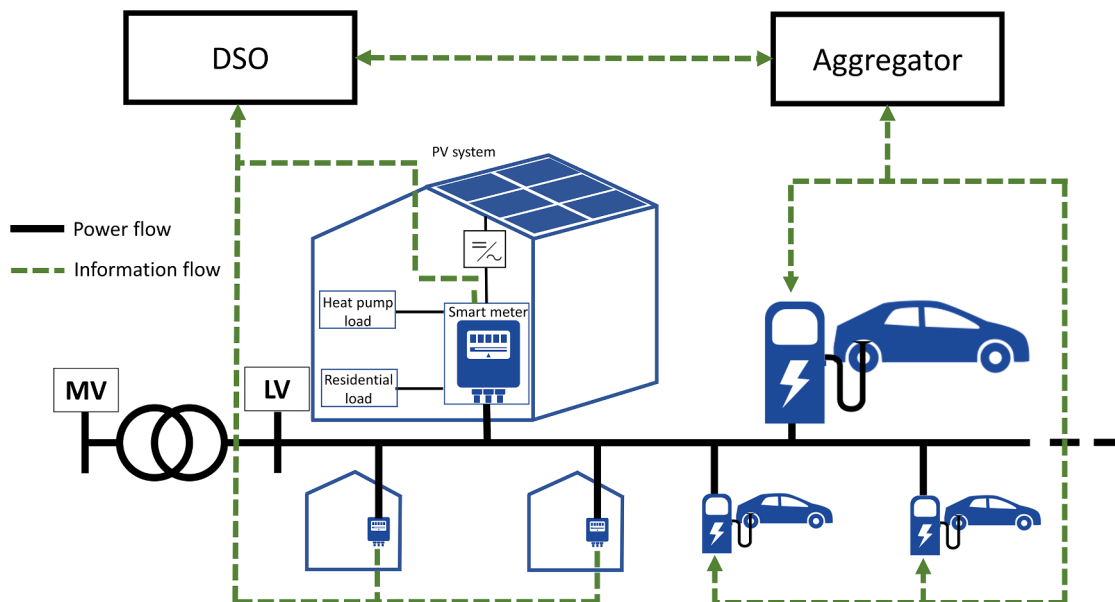 DSO
Aggregator
PV system
Power flow
Information flow
=/~
Heat pump
load
Smart meter
Residential
load
MV
LV